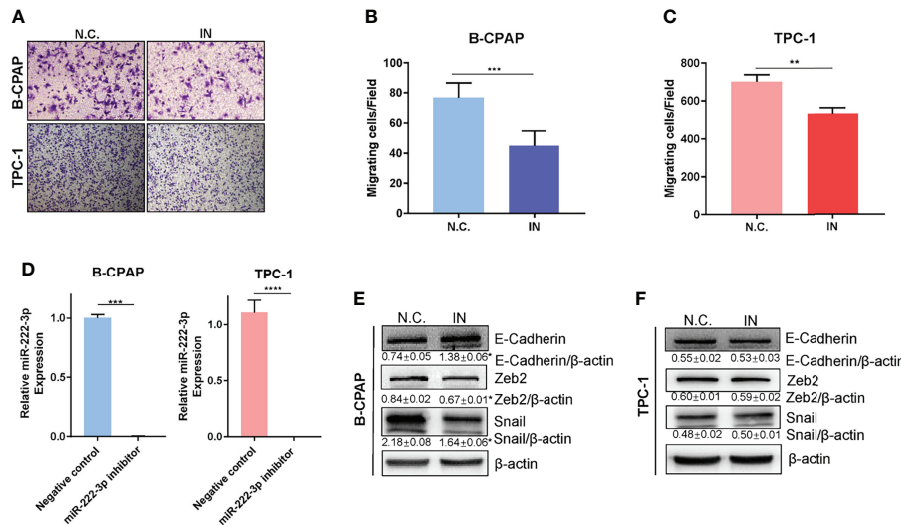 A
N.C. IN
B-CPAP
TPC-1
B
B-CPAP
Migrating cells/Field
100
80
60
40
20
0
***
N.C. IN
C
TPC-1
Migrating cells/Field
800
600
400
200
0
**
N.C. IN
D
B-CPAP
Relative miR-222-3p
Expression
1.0
0.5
0.0
***
Negative control
miR-222-3p inhibitor
TPC-1
Relative miR-222-3p
Expression
1.0
0.5
0.0
****
Negative control
miR-222-3p inhibitor
E
B-CPAP
N.C. IN
E-Cadherin
0.74±0.05 1.38±0.06* E-Cadherin/β-actin
Zeb2
0.84±0.02 0.67±0.01* Zeb2/β-actin
Snail
2.18±0.08 1.64±0.06* Snail/β-actin
β-actin
F
TPC-1
N.C. IN
E-Cadherin
0.55±0.02 0.53±0.03 E-Cadherin/β-actin
Zeb2
0.60±0.01 0.59±0.02 Zeb2/β-actin
Snail
0.48±0.02 0.50±0.01 Snai/β-actin
β-actin